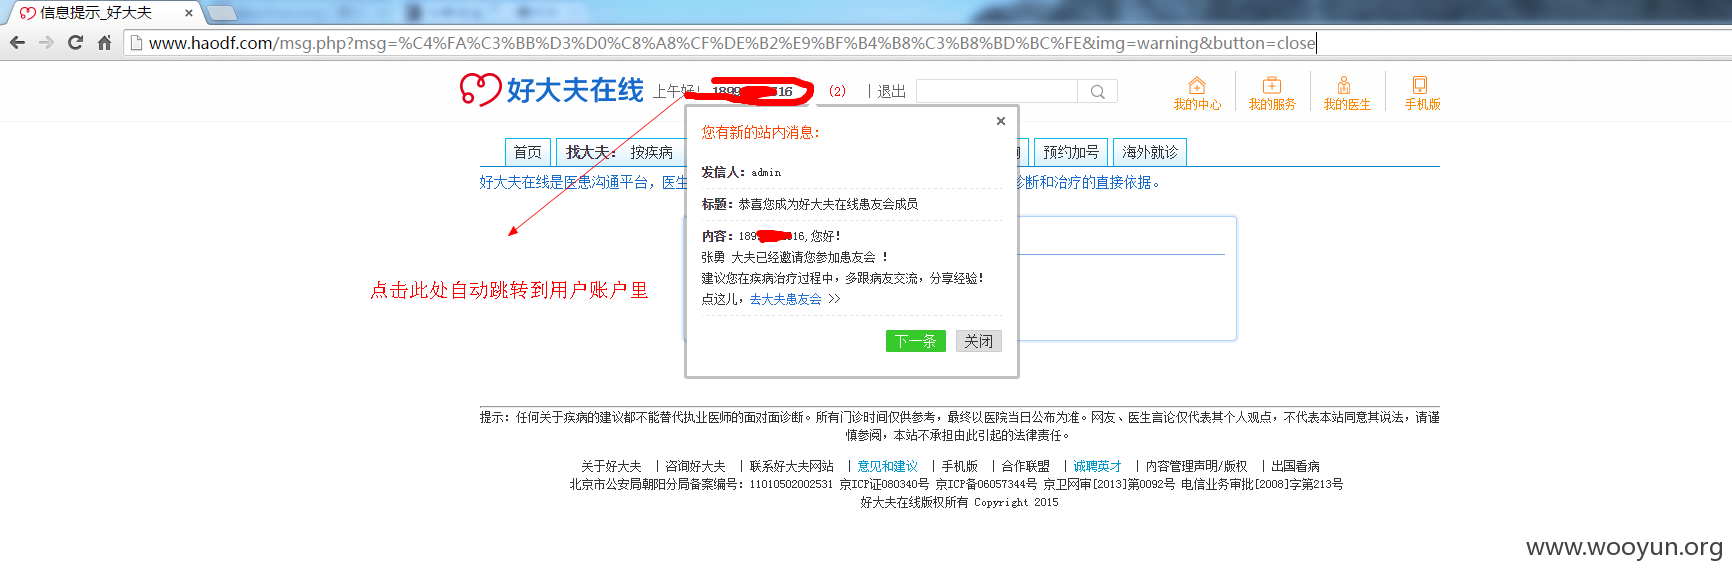 信息提示_好大夫
www.haodf.com/msg.php?msg=%C4%FA%C3%BB%D3%D0%C8%A8%CF%DE%B2%E9%BF%B4%B8%C3%B8%BD%BC%FE&img=warning&button=close
好大夫在线 上午好! (2) | 退出
我的中心 我的服务 我的医生 手机版
您有新的站内消息:
首页 找大夫: 按疾病 预约加号 海外就诊
发信人: admin
好大夫在线是医患沟通平台，医生 诊断和治疗的直接依据。
标题: 恭喜您成为好大夫在线患友会成员
内容: 189 16,您好!
张勇 大夫已经邀请您参加患友会 !
建议您在疾病治疗过程中，多跟病友交流，分享经验!
点这儿，去大夫患友会 >>
点击此处自动跳转到用户账户里
下一条 关闭
提示: 任何关于疾病的建议都不能替代执业医师的面对面诊断。所有门诊时间仅供参考，最终以医院当日公布为准。网友、医生言论仅代表其个人观点，不代表本站同意其说法，请谨
慎参阅，本站不承担由此引起的法律责任。
关于好大夫 | 咨询好大夫 | 联系好大夫网站 | 意见和建议 | 手机版 | 合作联盟 | 诚聘英才 | 内容管理声明/版权 | 出国看病
北京市公安局朝阳分局备案编号: 11010502002531 京ICP证080340号 京ICP备06057344号 京卫网审[2013]第0092号 电信业务审批[2008]字第213号
好大夫在线版权所有 Copyright 2015
www.wooyun.org